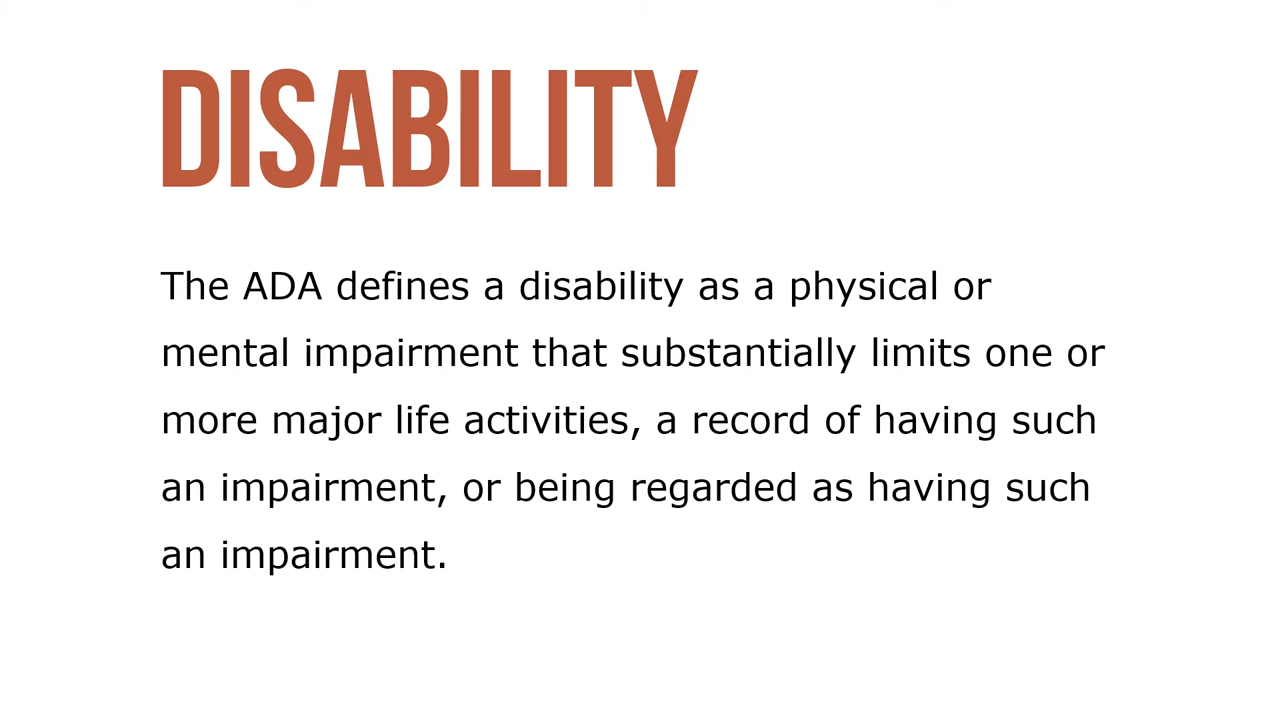 DISABILITY
The ADA defines a disability as a physical or
mental impairment that substantially limits one or
more major life activities, a record of having such
an impairment, or being regarded as having such
an impairment.